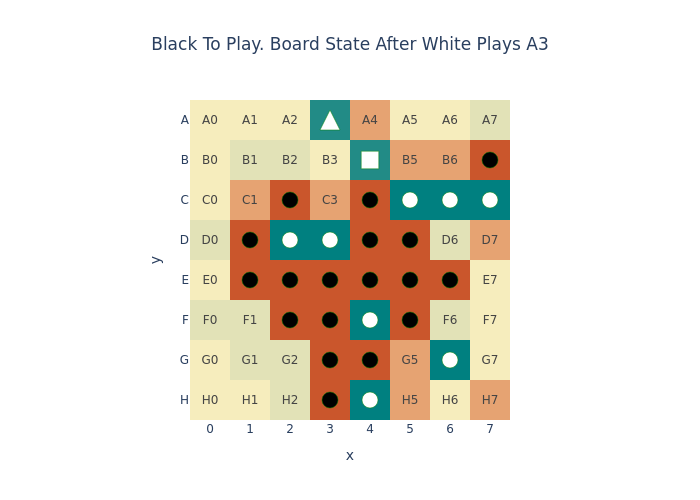 Black To Play. Board State After White Plays A3
A A0 A1 A2 A4 A5 A6 A7
B B0 B1 B2 B3 B5 B6
C C0 C1 C3
D D0 D6 D7
E E0 E7
F F0 F1 F6 F7
G G0 G1 G2 G5 G7
H H0 H1 H2 H5 H6 H7
0 1 2 3 4 5 6 7
x
y